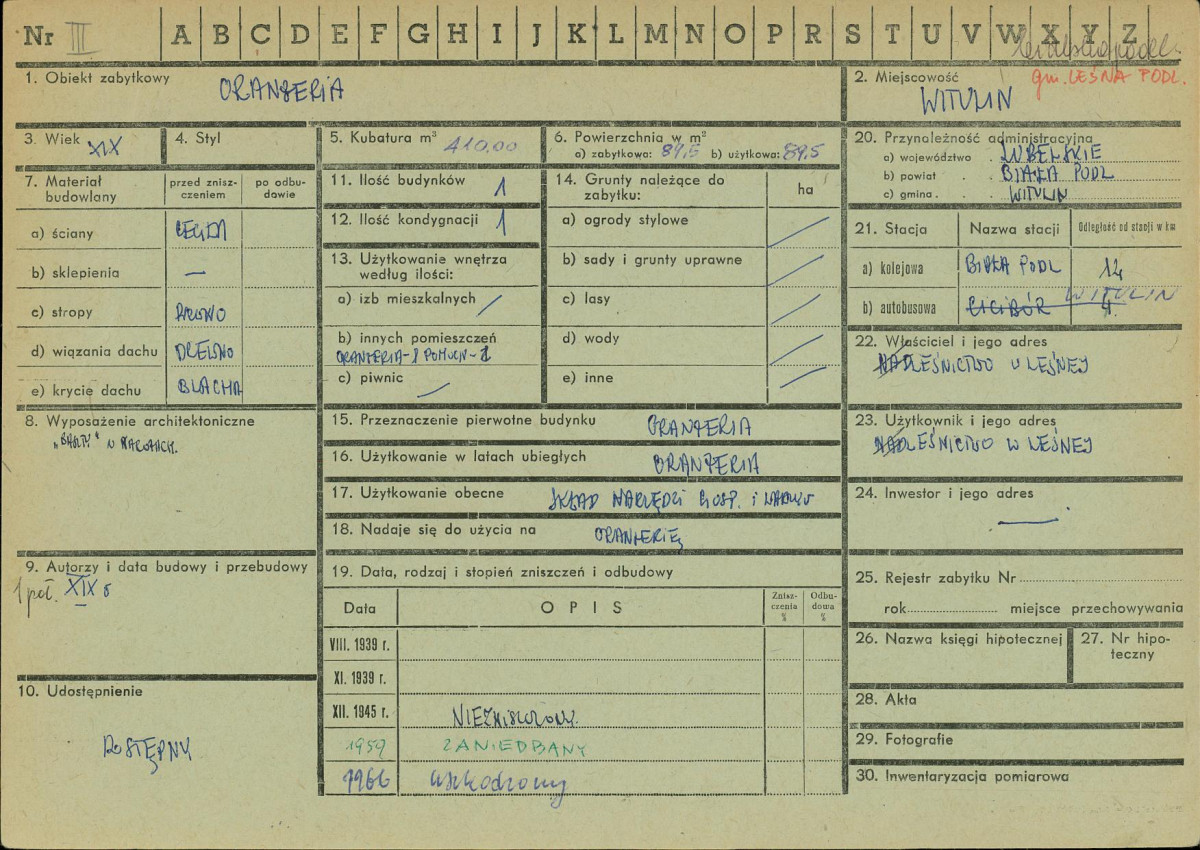 Nr III A B C D E F G H I J K L M N O P R S T U V W X Y Z
1. Obiekt zabytkowy
ORANŻERIA
2. Miejscowość
gm. LEŚNA PODL.
WITULIN
3. Wiek XIX
4. Styl
5. Kubatura m³ 410.00
6. Powierzchnia w m²
a) zabytkowa: 89,5 b) użytkowa: 89,5
7. Materiał budowlany
przed zniszczeniem
po odbudowie
a) ściany CEGŁA
b) sklepienia —
c) stropy
d) wiązania dachu DREWNO
e) krycie dachu BLACHA
8. Wyposażenie architektoniczne
9. Autorzy i data budowy i przebudowy
1 poł. XIX
10. Udostępnienie
DOSTĘPNY
11. Ilość budynków 1
12. Ilość kondygnacji 1
13. Użytkowanie wnętrza
według ilości:
a) izb mieszkalnych /
b) innych pomieszczeń
c) piwnic
14. Grunty należące do
zabytku:
ha
a) ogrody stylowe
b) sady i grunty uprawne
c) lasy
d) wody
e) inne
15. Przeznaczenie pierwotne budynku ORANŻERIA
16. Użytkowanie w latach ubiegłych ORANŻERIA
17. Użytkowanie obecne SKŁAD NARZĘDZI GOSP. i
18. Nadaje się do użycia na ORANŻERIĘ
19. Data, rodzaj i stopień zniszczeń i odbudowy
Data OPIS Zniszczenia % Odbudowa %
VIII. 1939 r.
XI. 1939 r.
XII. 1945 r. NIEZNISZCZONY.
1959 ZANIEDBANY
1966 uszkodzony
20. Przynależność administracyjna
a) województwo LUBELSKIE
b) powiat BIAŁA PODL
c) gmina WITULIN
21. Stacja Nazwa stacji Odległość od stacji w km
a) kolejowa BIAŁA PODL 14
WITULIN
b) autobusowa CICIBÓR 4.
22. Właściciel i jego adres
NADLEŚNICTWO W LEŚNEJ
23. Użytkownik i jego adres
NADLEŚNICTWO W LEŚNEJ
24. Inwestor i jego adres
—
25. Rejestr zabytku Nr
rok miejsce przechowywania
26. Nazwa księgi hipotecznej
27. Nr hipoteczny
28. Akta
29. Fotografie
30. Inwentaryzacja pomiarowa